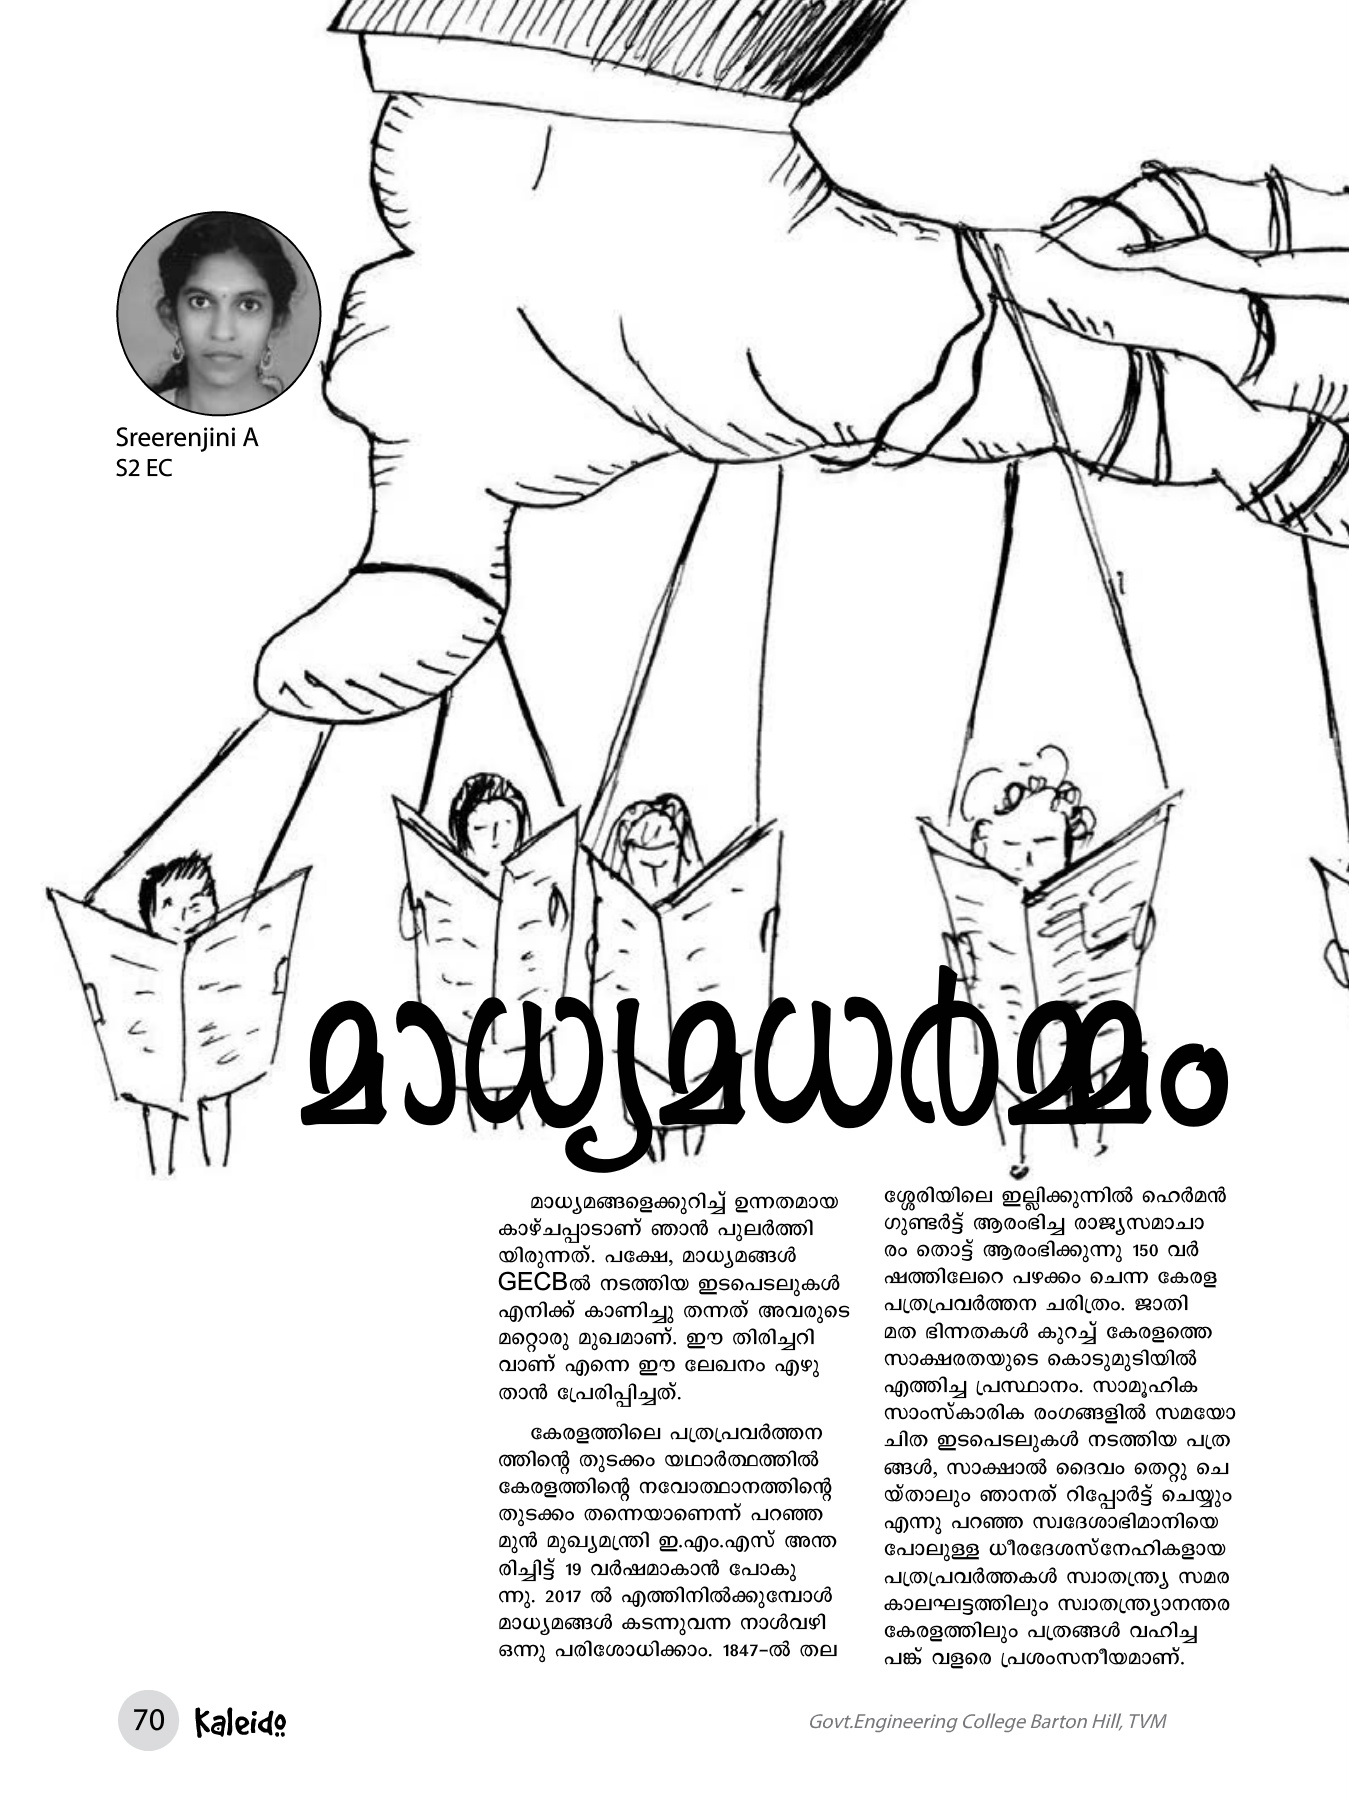 Sreerenjini A
S2 EC
മാധ്യമധർമ്മം
മാധ്യമങ്ങളെക്കുറിച്ച് ഉന്നതമായ
കാഴ്ചപ്പാടാണ് ഞാൻ പുലർത്തി
യിരുന്നത്. പക്ഷേ, മാധ്യമങ്ങൾ
GECBൽ നടത്തിയ ഇടപെടലുകൾ
എനിക്ക് കാണിച്ചു തന്നത് അവരുടെ
മറ്റൊരു മുഖമാണ്. ഈ തിരിച്ചറി
വാണ് എന്നെ ഈ ലേഖനം എഴു
താൻ പ്രേരിപ്പിച്ചത്.
കേരളത്തിലെ പത്രപ്രവർത്തന
ത്തിന്റെ തുടക്കം യഥാർത്ഥത്തിൽ
കേരളത്തിന്റെ നവോത്ഥാനത്തിന്റെ
തുടക്കം തന്നെയാണെന്ന് പറഞ്ഞ
മുൻ മുഖ്യമന്ത്രി ഇ.എം.എസ് അന്ത
രിച്ചിട്ട് 19 വർഷമാകാൻ പോകു
ന്നു. 2017 ൽ എത്തിനിൽക്കുമ്പോൾ
മാധ്യമങ്ങൾ കടന്നുവന്ന നാൾവഴി
ഒന്നു പരിശോധിക്കാം. 1847-ൽ തല
ശ്ശേരിയിലെ ഇല്ലിക്കുന്നിൽ ഹെർമൻ
ഗുണ്ടർട്ട് ആരംഭിച്ച രാജ്യസമാചാ
രം തൊട്ട് ആരംഭിക്കുന്നു 150 വർ
ഷത്തിലേറെ പഴക്കം ചെന്ന കേരള
പത്രപ്രവർത്തന ചരിത്രം. ജാതി
മത ഭിന്നതകൾ കുറച്ച് കേരളത്തെ
സാക്ഷരതയുടെ കൊടുമുടിയിൽ
എത്തിച്ച പ്രസ്ഥാനം. സാമൂഹിക
സാംസ്കാരിക രംഗങ്ങളിൽ സമയോ
ചിത ഇടപെടലുകൾ നടത്തിയ പത്ര
ങ്ങൾ, സാക്ഷാൽ ദൈവം തെറ്റു ചെ
യ്താലും ഞാനത് റിപ്പോർട്ട് ചെയ്യും
എന്നു പറഞ്ഞ സ്വദേശാഭിമാനിയെ
പോലുള്ള ധീരദേശസ്നേഹികളായ
പത്രപ്രവർത്തകൾ സ്വാതന്ത്ര്യ സമര
കാലഘട്ടത്തിലും സ്വാതന്ത്ര്യാനന്തര
കേരളത്തിലും പത്രങ്ങൾ വഹിച്ച
പങ്ക് വളരെ പ്രശംസനീയമാണ്.
70 Kaleido
Govt.Engineering College Barton Hill, TVM